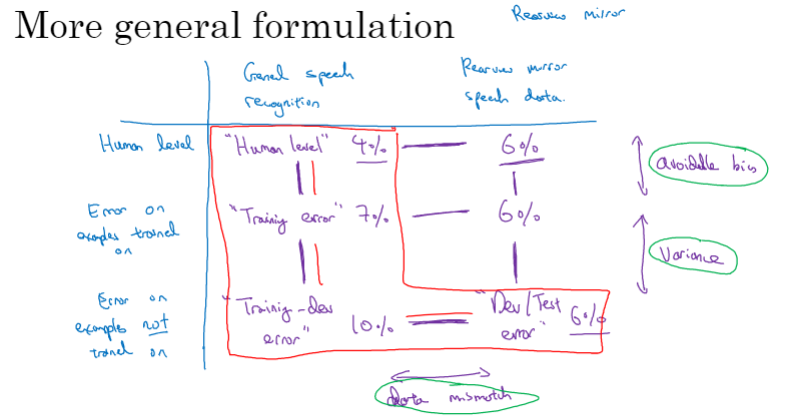 More general formulation
Rearview mirror
General speech
recognition
Rearview mirror
speech data.
Human level
"Human level" 4%
6%
avoidable bias
Error on
examples trained
on
"Training error" 7%
6%
Variance
Error on
examples not
trained on
"Training-dev
error" 10%
"Dev/Test
error" 6%
data mismatch